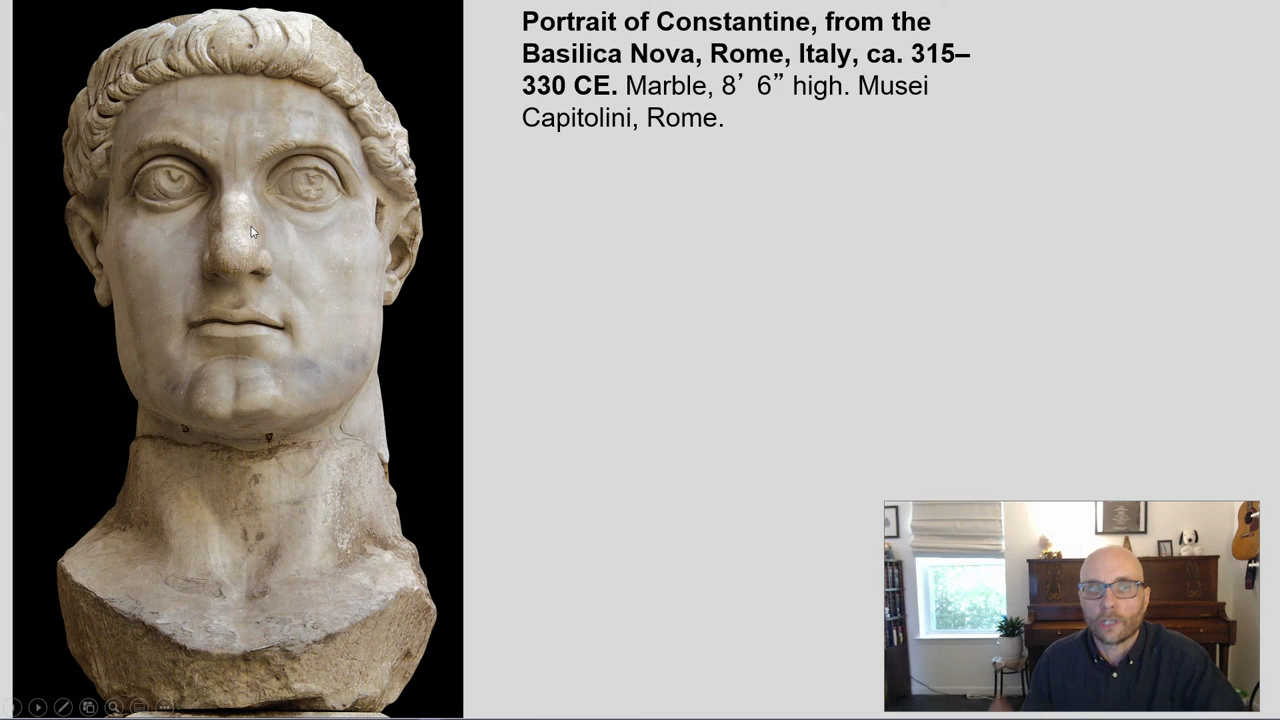 Portrait of Constantine, from the
Basilica Nova, Rome, Italy, ca. 315–
330 CE. Marble, 8’ 6” high. Musei
Capitolini, Rome.